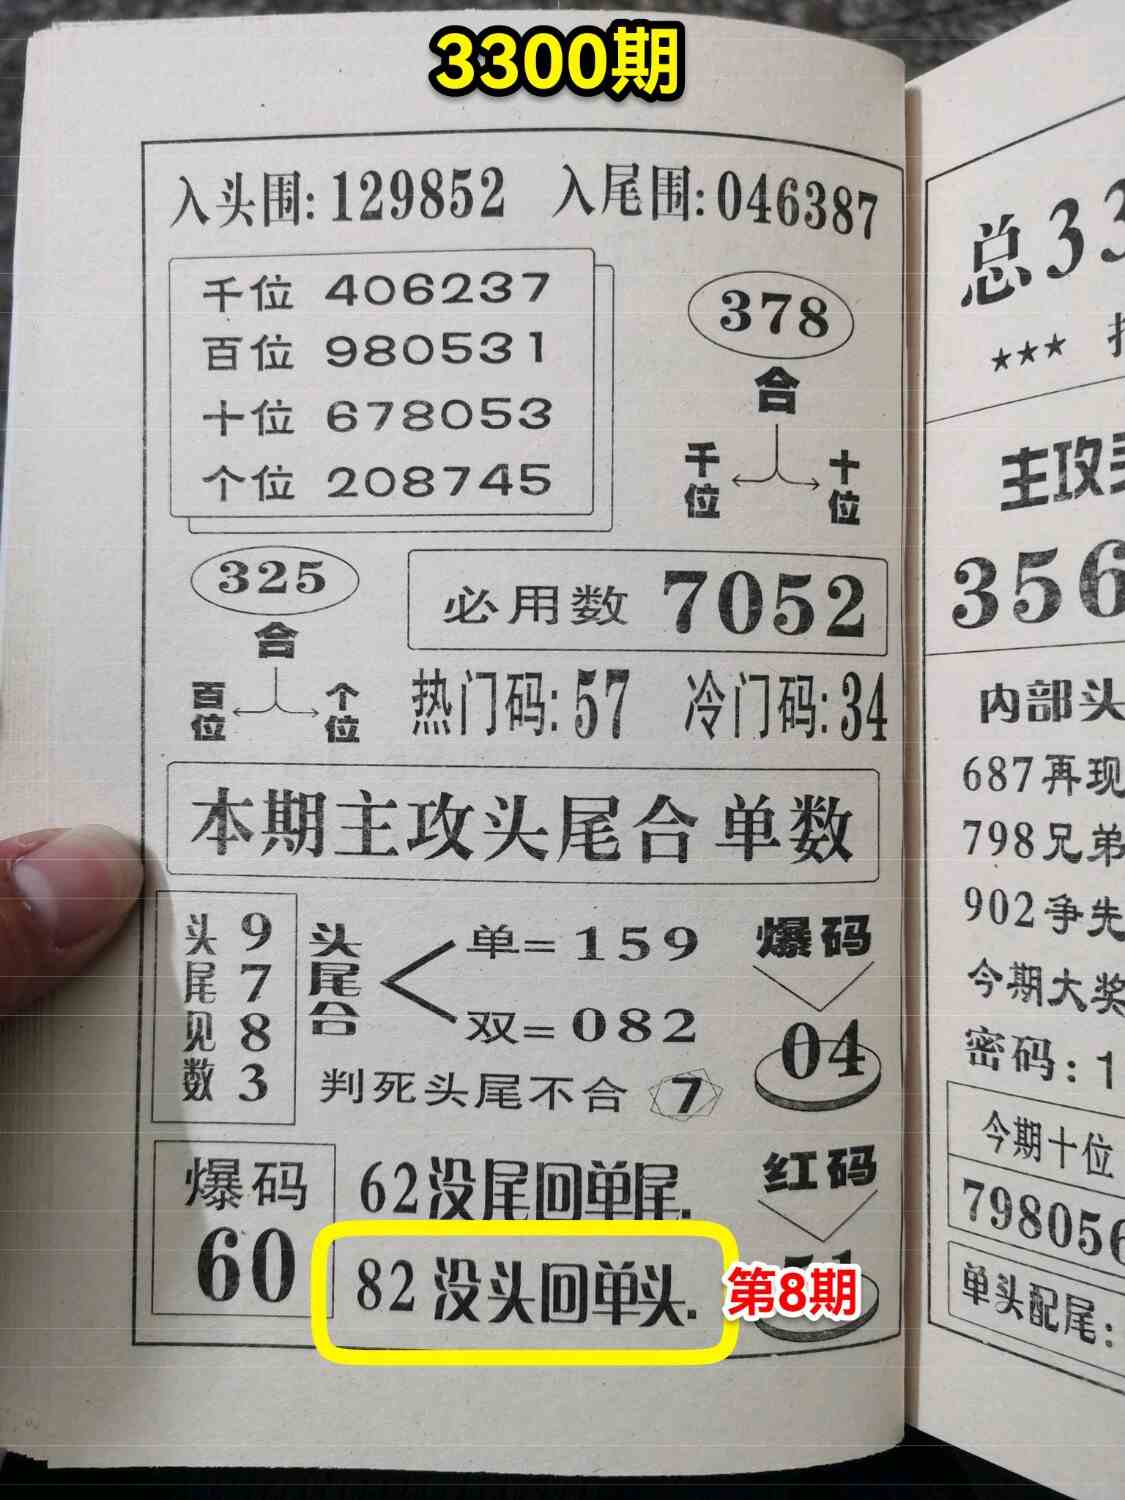 3300期
入头围:129852 入尾围:046387
千位 406237
百位 980531
十位 678053
个位 208745
378
合
千位 十位
325
合
百位 个位
必用数 7052
热门码:57 冷门码:34
本期主攻头尾合单数
头尾见数 9783
头尾合
单=159
双=082
判死头尾不合 7
爆码
04
爆码
60
62没尾回单尾.
82没头回单头.
红码
第8期
总33
★★★
主攻
356
内部头
687再现
798兄弟
902争先
今期大奖
密码:1
今期十位
798056
单头配尾: